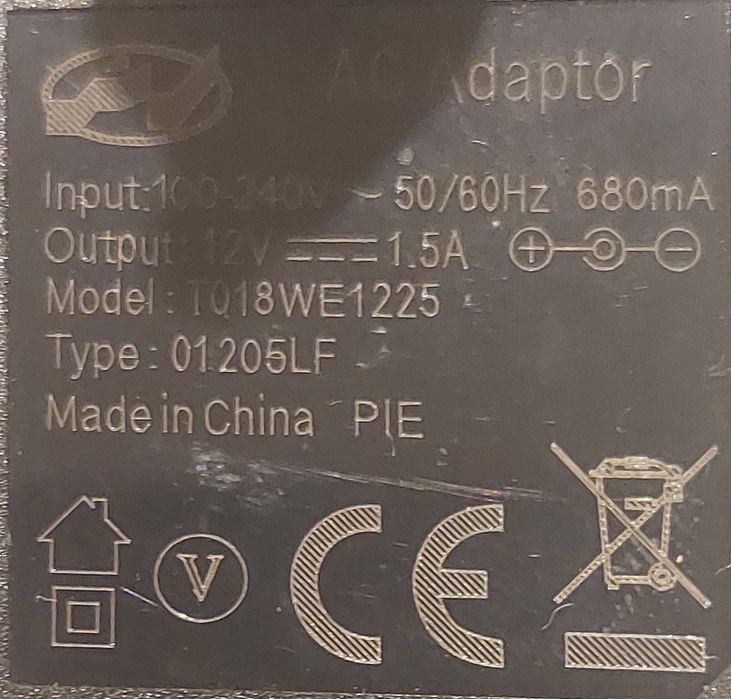 AC Adaptor
Input:100-240V ~ 50/60Hz 680mA
Output: 12V ⎓ 1.5A
Model : T018WE1225
Type : 01205LF
Made in China PIE
V
CE